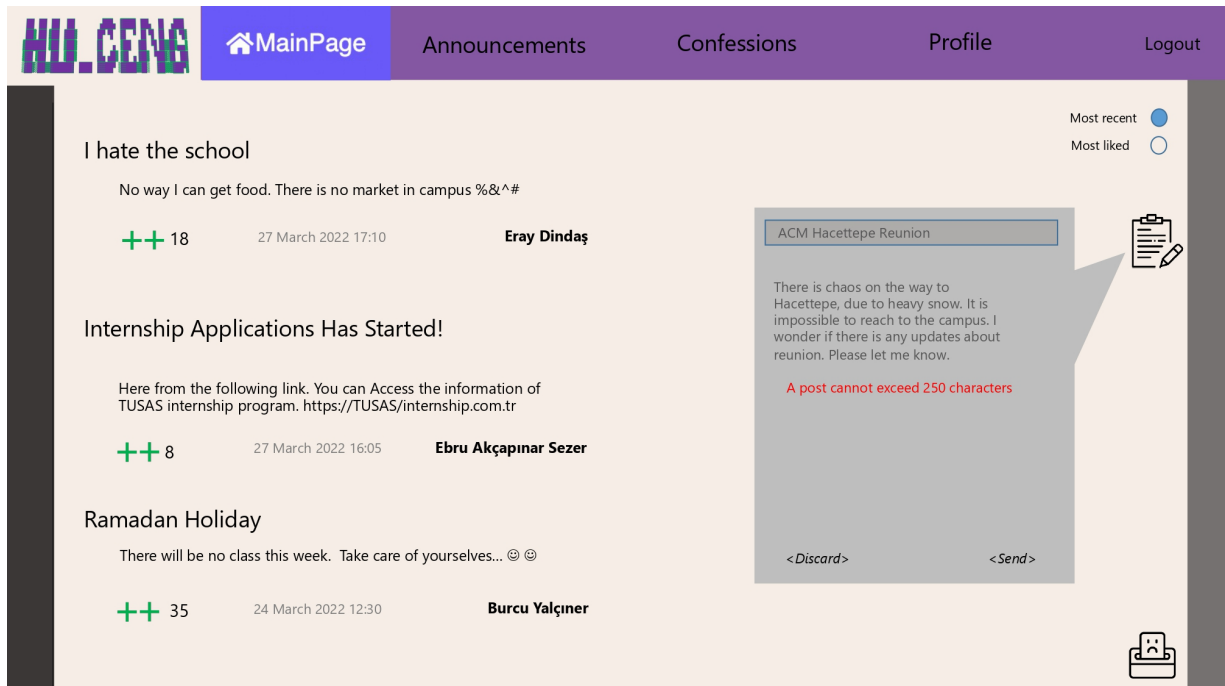 HU_CENG
MainPage
Announcements
Confessions
Profile
Logout
Most recent
Most liked
I hate the school
No way I can get food. There is no market in campus %&^#
++ 18 27 March 2022 17:10 Eray Dindaş
Internship Applications Has Started!
Here from the following link. You can Access the information of
TUSAS internship program. https://TUSAS/internship.com.tr
++ 8 27 March 2022 16:05 Ebru Akçapınar Sezer
Ramadan Holiday
There will be no class this week. Take care of yourselves... ☺ ☺
++ 35 24 March 2022 12:30 Burcu Yalçıner
ACM Hacettepe Reunion
There is chaos on the way to
Hacettepe, due to heavy snow. It is
impossible to reach to the campus. I
wonder if there is any updates about
reunion. Please let me know.
A post cannot exceed 250 characters
<Discard> <Send>